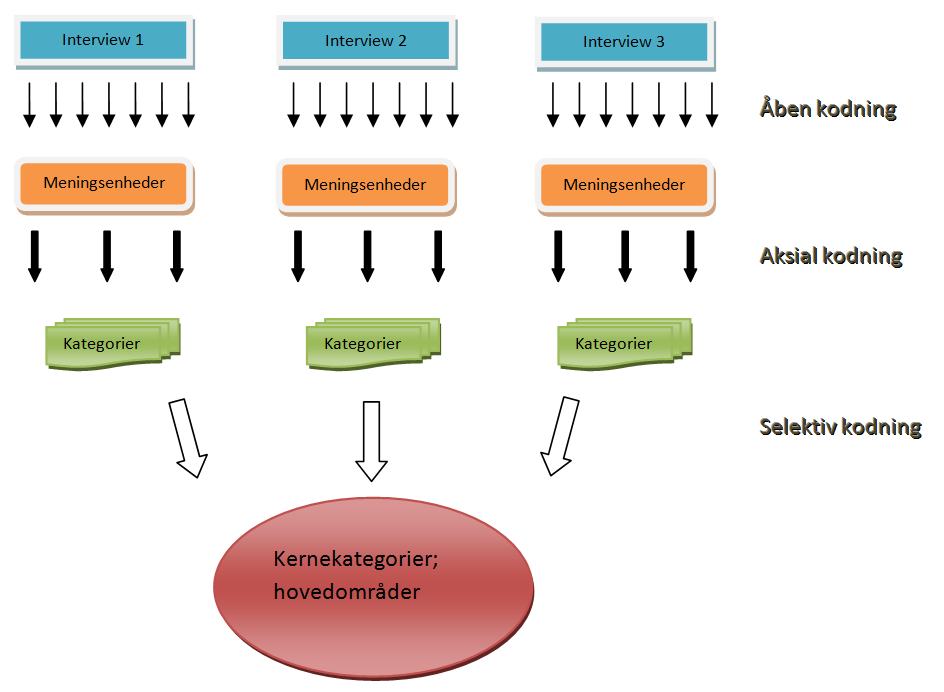 Interview 1
Interview 2
Interview 3
Åben kodning
Meningsenheder
Meningsenheder
Meningsenheder
Aksial kodning
Kategorier
Kategorier
Kategorier
Selektiv kodning
Kernekategorier;
hovedområder